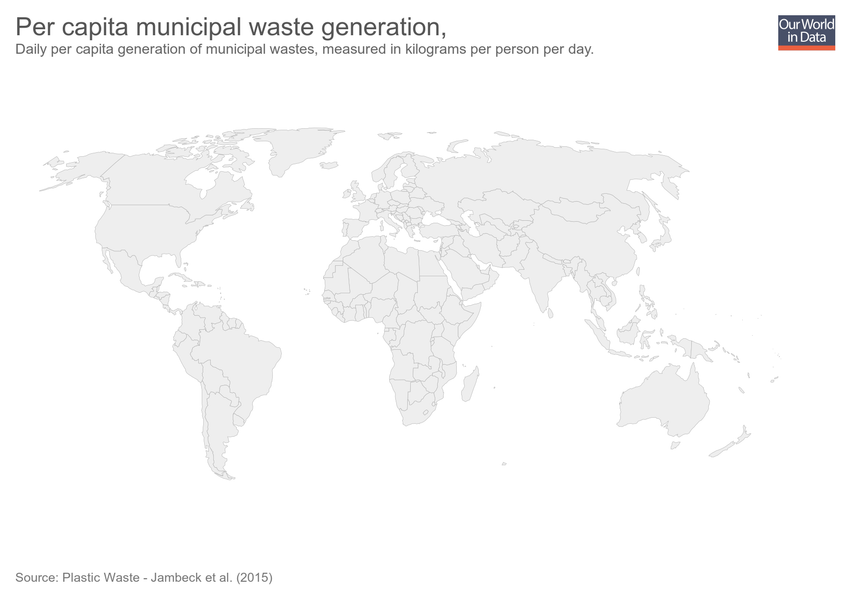 Per capita municipal waste generation,
Daily per capita generation of municipal wastes, measured in kilograms per person per day.
Our World
in Data
Source: Plastic Waste - Jambeck et al. (2015)